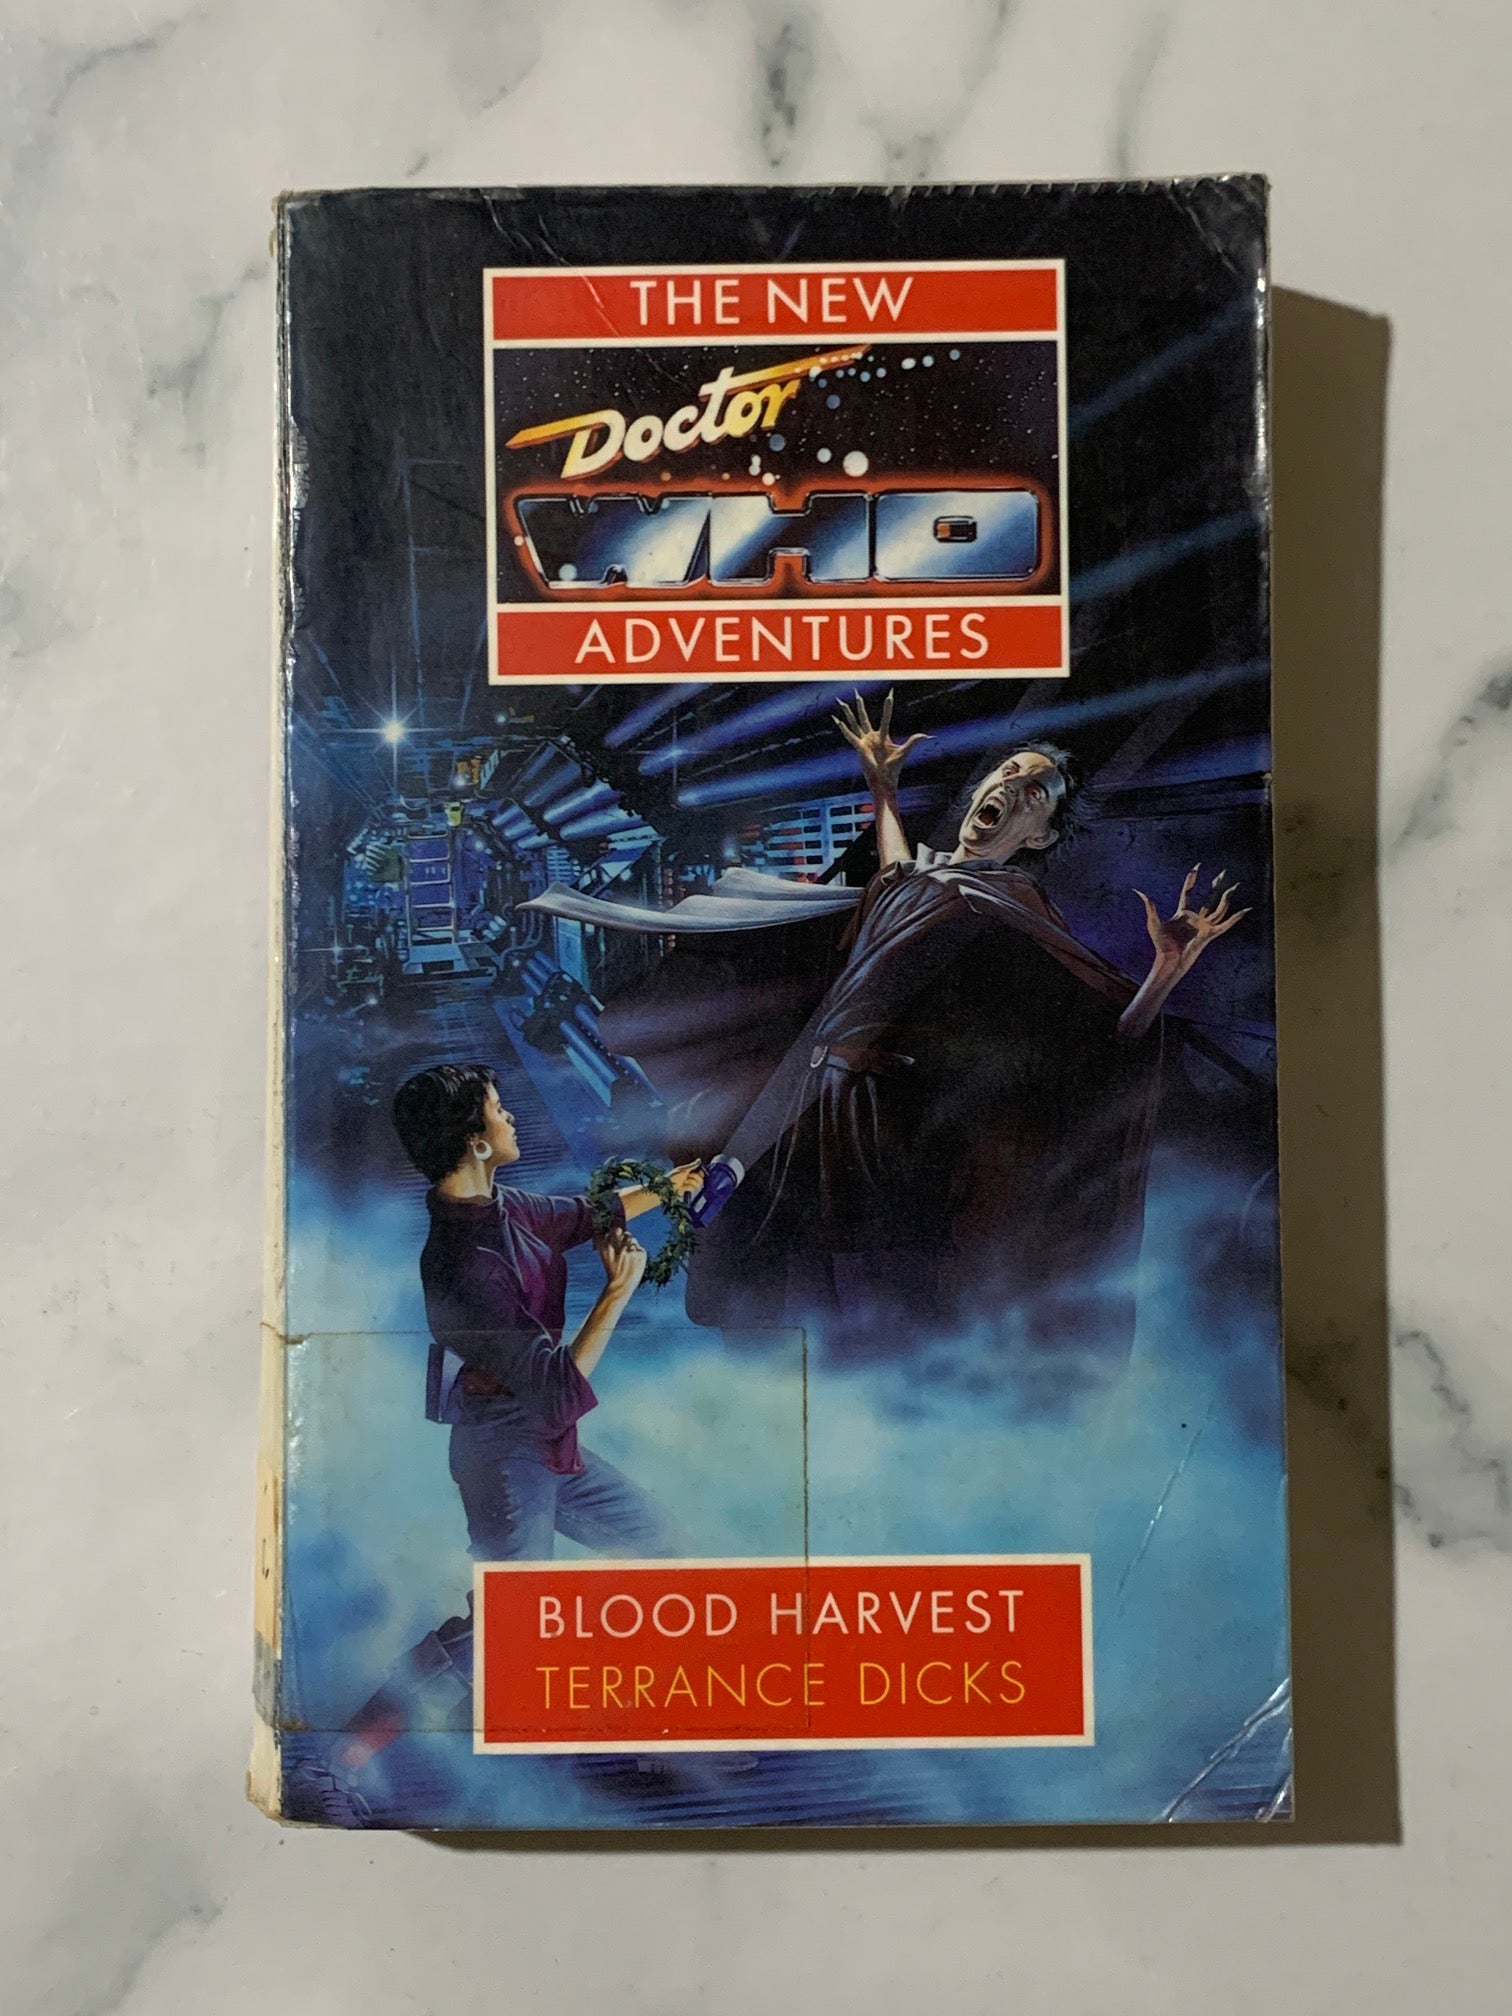 THE NEW
Doctor
WHO
ADVENTURES
BLOOD HARVEST
TERRANCE DICKS